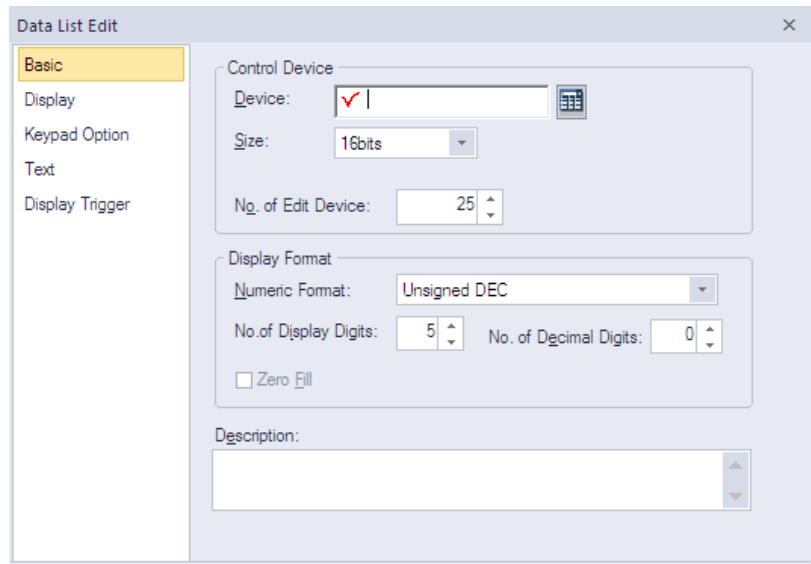 Data List Edit
Basic
Display
Keypad Option
Text
Display Trigger
Control Device
Device:
Size: 16bits
No. of Edit Device: 25
Display Format
Numeric Format: Unsigned DEC
No.of Display Digits: 5 No. of Decimal Digits: 0
Zero Fill
Description: